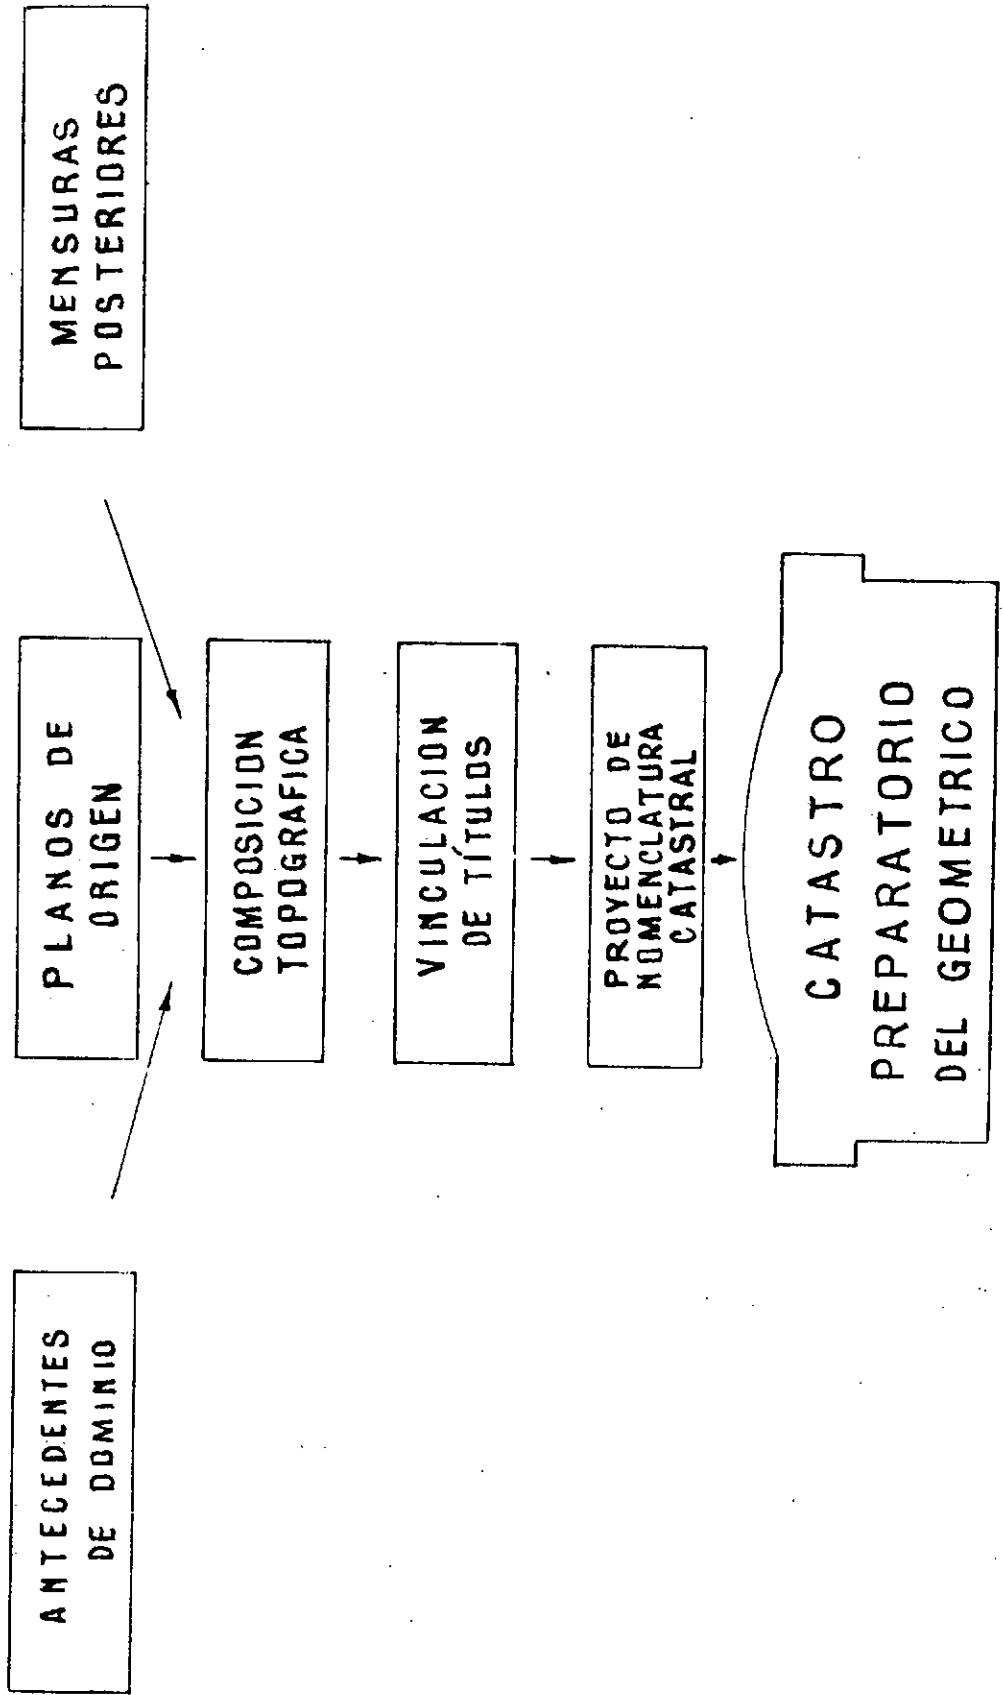 ANTECEDENTES
DE DOMINIO
PLANOS DE
ORIGEN
MENSURAS
POSTERIORES
COMPOSICION
TOPOGRAFICA
VINCULACION
DE TÍTULOS
PROYECTO DE
NOMENCLATURA
CATASTRAL
CATASTRO
PREPARATORIO
DEL GEOMETRICO